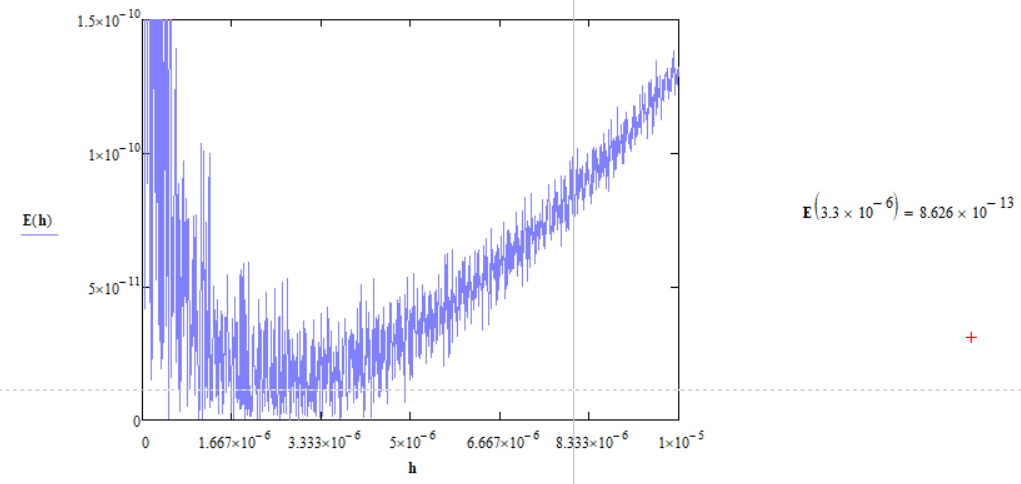 1.5×10⁻¹⁰
1×10⁻¹⁰
E(h)
E(3.3 × 10⁻⁶) = 8.626 × 10⁻¹³
5×10⁻¹¹
0
0 1.667×10⁻⁶ 3.333×10⁻⁶ 5×10⁻⁶ 6.667×10⁻⁶ 8.333×10⁻⁶ 1×10⁻⁵
h